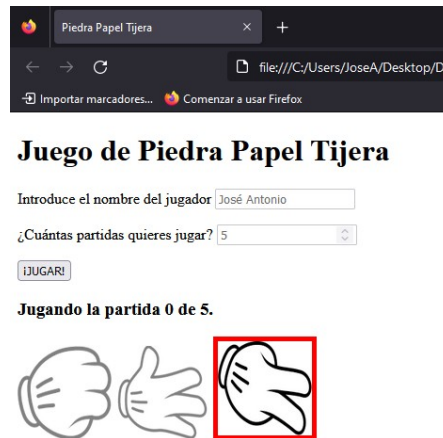 Piedra Papel Tijera
file:///C:/Users/JoseA/Desktop/D
Importar marcadores... Comenzar a usar Firefox
Juego de Piedra Papel Tijera
Introduce el nombre del jugador José Antonio
¿Cuántas partidas quieres jugar? 5
¡JUGAR!
Jugando la partida 0 de 5.